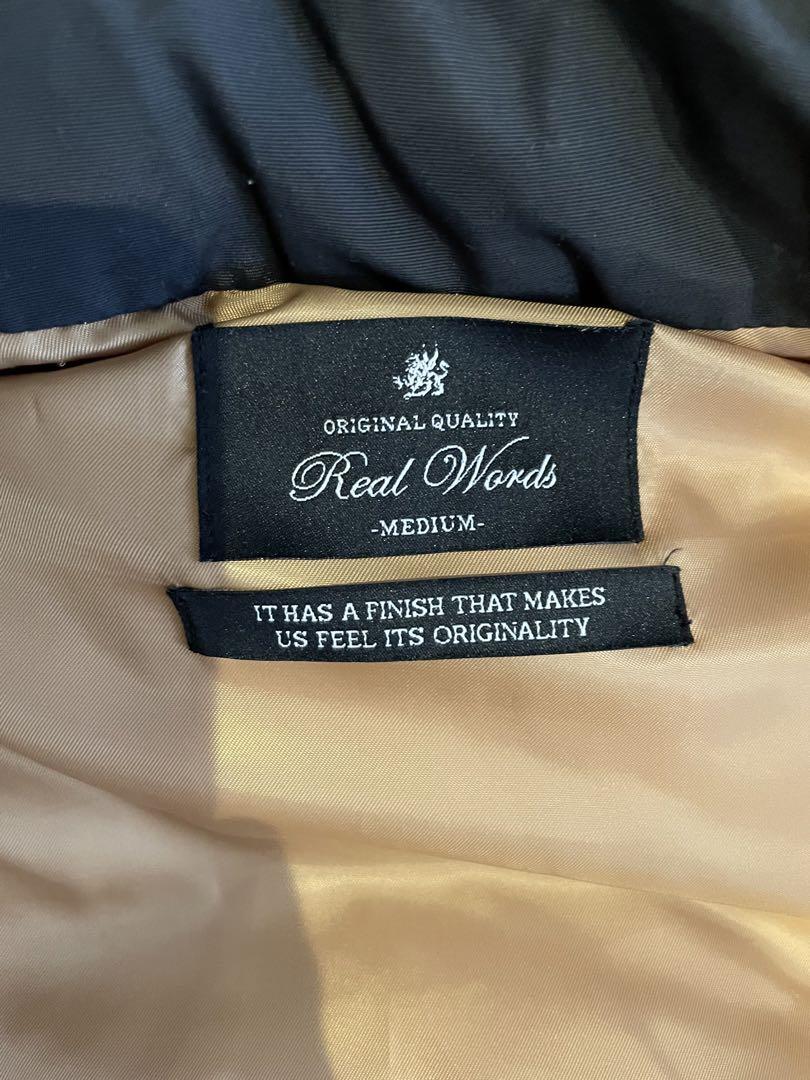 ORIGINAL QUALITY
Real Words
-MEDIUM-
IT HAS A FINISH THAT MAKES
US FEEL ITS ORIGINALITY